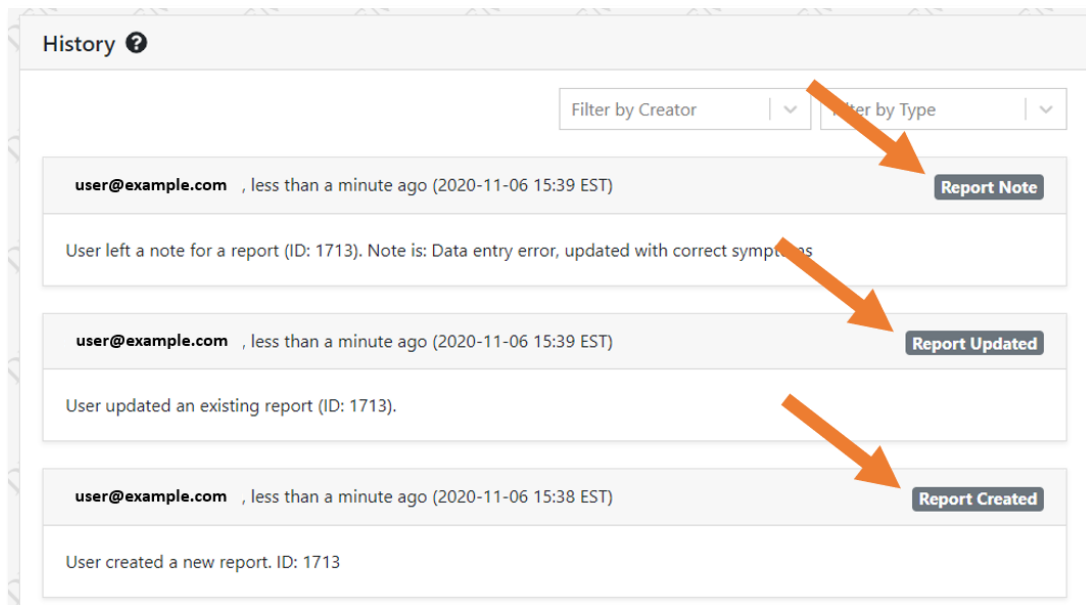 History
Filter by Creator
Filter by Type
user@example.com , less than a minute ago (2020-11-06 15:39 EST)
Report Note
User left a note for a report (ID: 1713). Note is: Data entry error, updated with correct symptoms
user@example.com , less than a minute ago (2020-11-06 15:39 EST)
Report Updated
User updated an existing report (ID: 1713).
user@example.com , less than a minute ago (2020-11-06 15:38 EST)
Report Created
User created a new report. ID: 1713